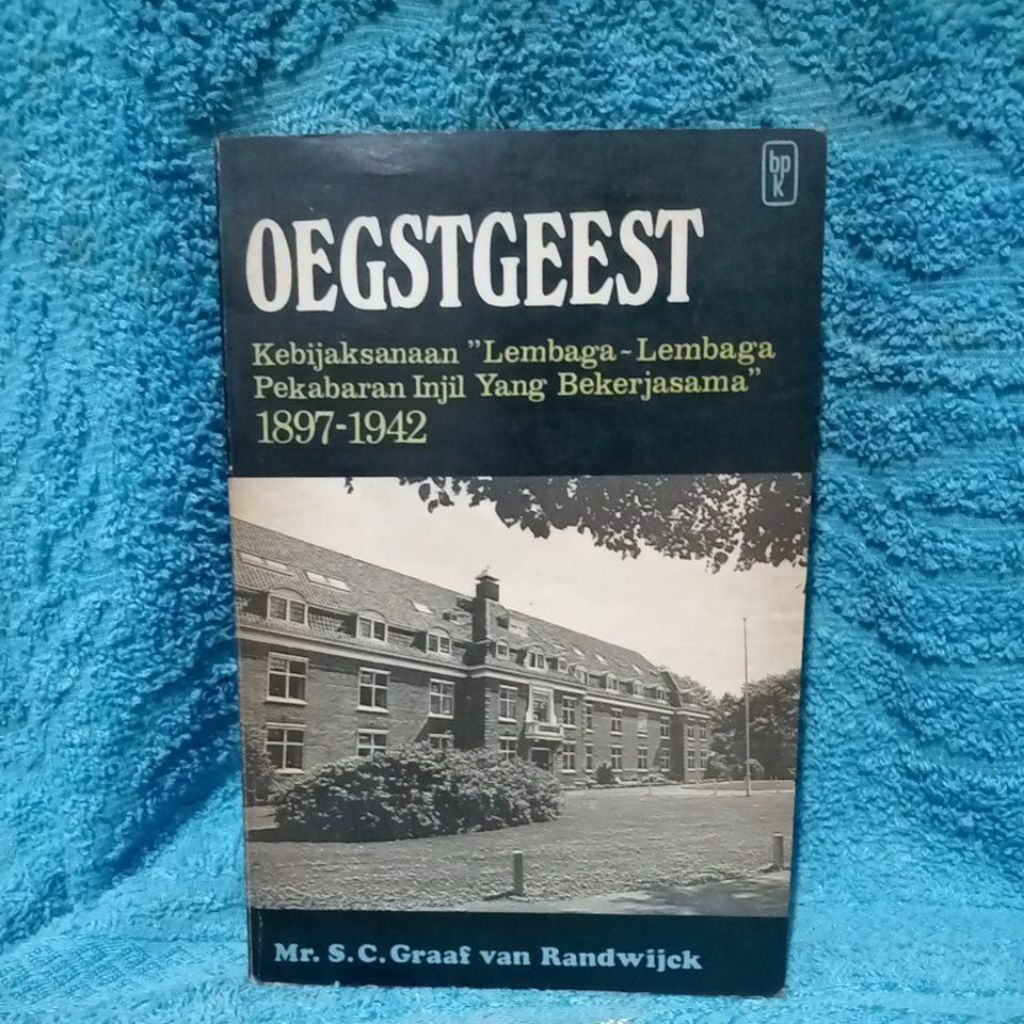 bp
k
OEGSTGEEST
Kebijaksanaan "Lembaga-Lembaga
Pekabaran Injil Yang Bekerjasama"
1897-1942
Mr. S.C. Graaf van Randwijck